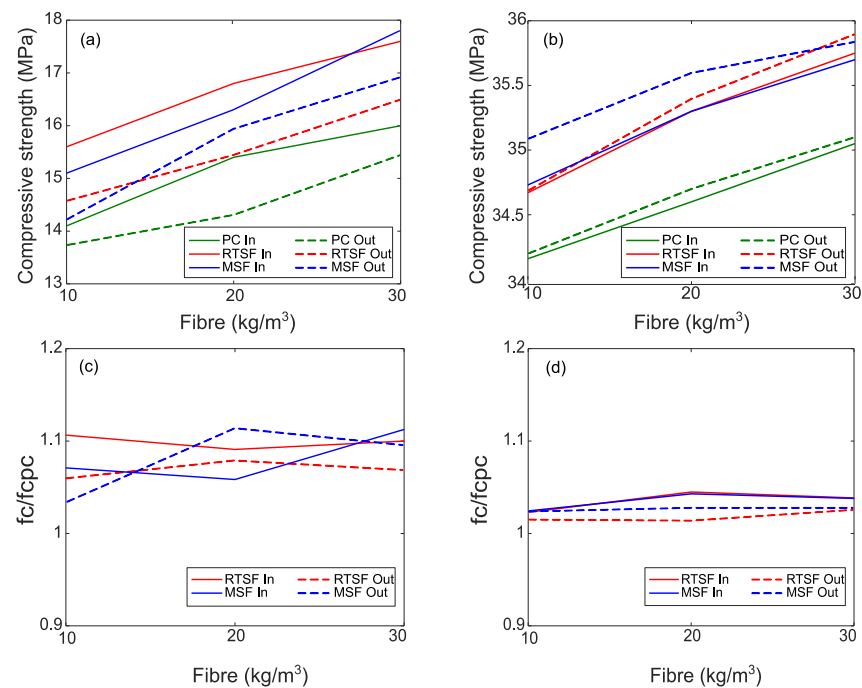 (a)
Compressive strength (MPa)
18
17
16
15
14
13
PC In
PC Out
RTSF In
RTSF Out
MSF In
MSF Out
10
20
30
Fibre (kg/m³)
(b)
Compressive strength (MPa)
36
35.5
35
34.5
34
PC In
PC Out
RTSF In
RTSF Out
MSF In
MSF Out
10
20
30
Fibre (kg/m³)
(c)
fc/fcpc
1.2
1.1
1
0.9
RTSF In
RTSF Out
MSF In
MSF Out
10
20
30
Fibre (kg/m³)
(d)
fc/fcpc
1.2
1.1
1
0.9
RTSF In
RTSF Out
MSF In
MSF Out
10
20
30
Fibre (kg/m³)